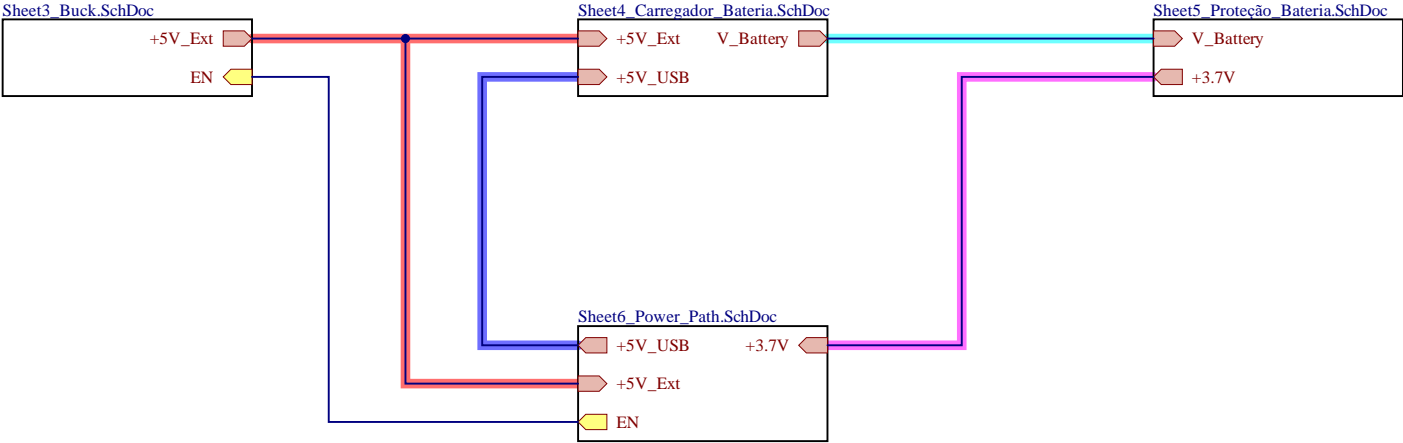 Sheet3_Buck.SchDoc
+5V_Ext
EN
Sheet4_Carregador_Bateria.SchDoc
+5V_Ext V_Battery
+5V_USB
Sheet5_Proteção_Bateria.SchDoc
V_Battery
+3.7V
Sheet6_Power_Path.SchDoc
+5V_USB +3.7V
+5V_Ext
EN